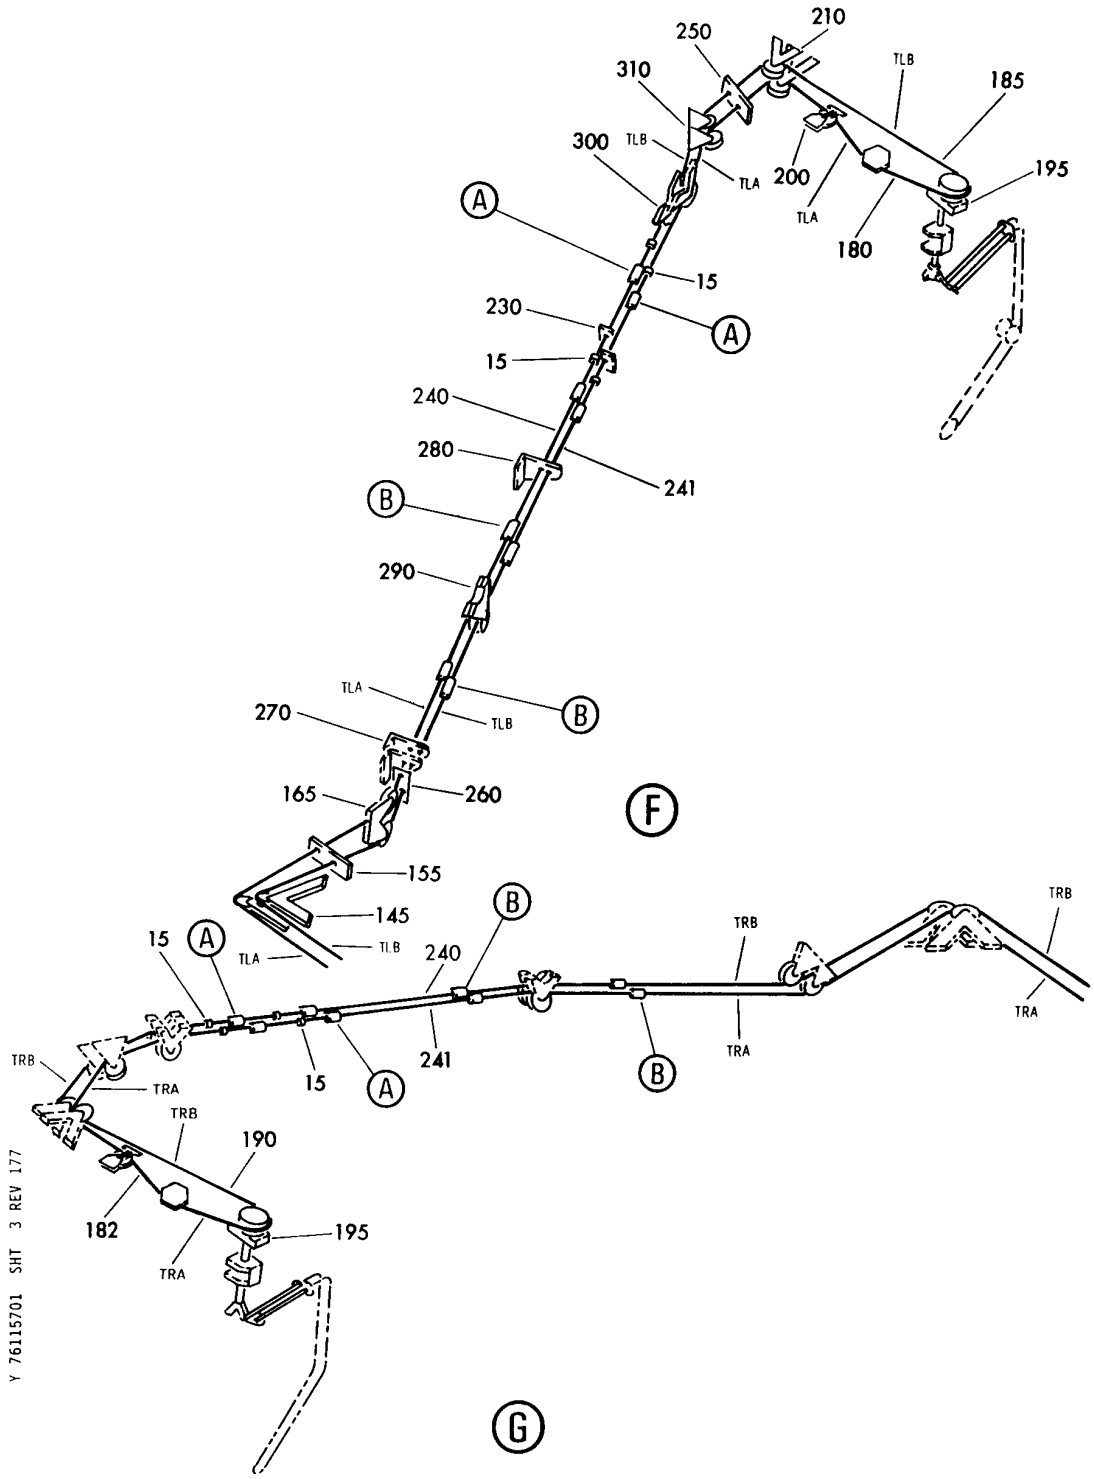 210
250
TLB
310
185
TLB
300
TLA
200
195
A
TLA
180
15
230
A
15
240
280
241
B
290
TLA
B
270
TLB
165
260
F
155
B
145
TRB
TRB
15
A
TLB
240
TLA
TRA
TRB
15
A
241
TRA
B
TRA
TRB
190
182
195
TRA
Y 76115701 SHT 3 REV 177
G